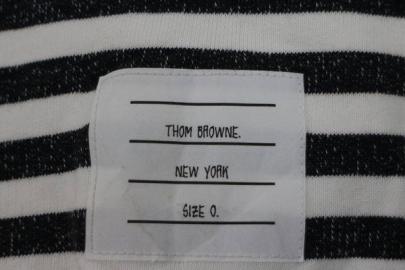 THOM BROWNE.
NEW YORK
SIZE 0.